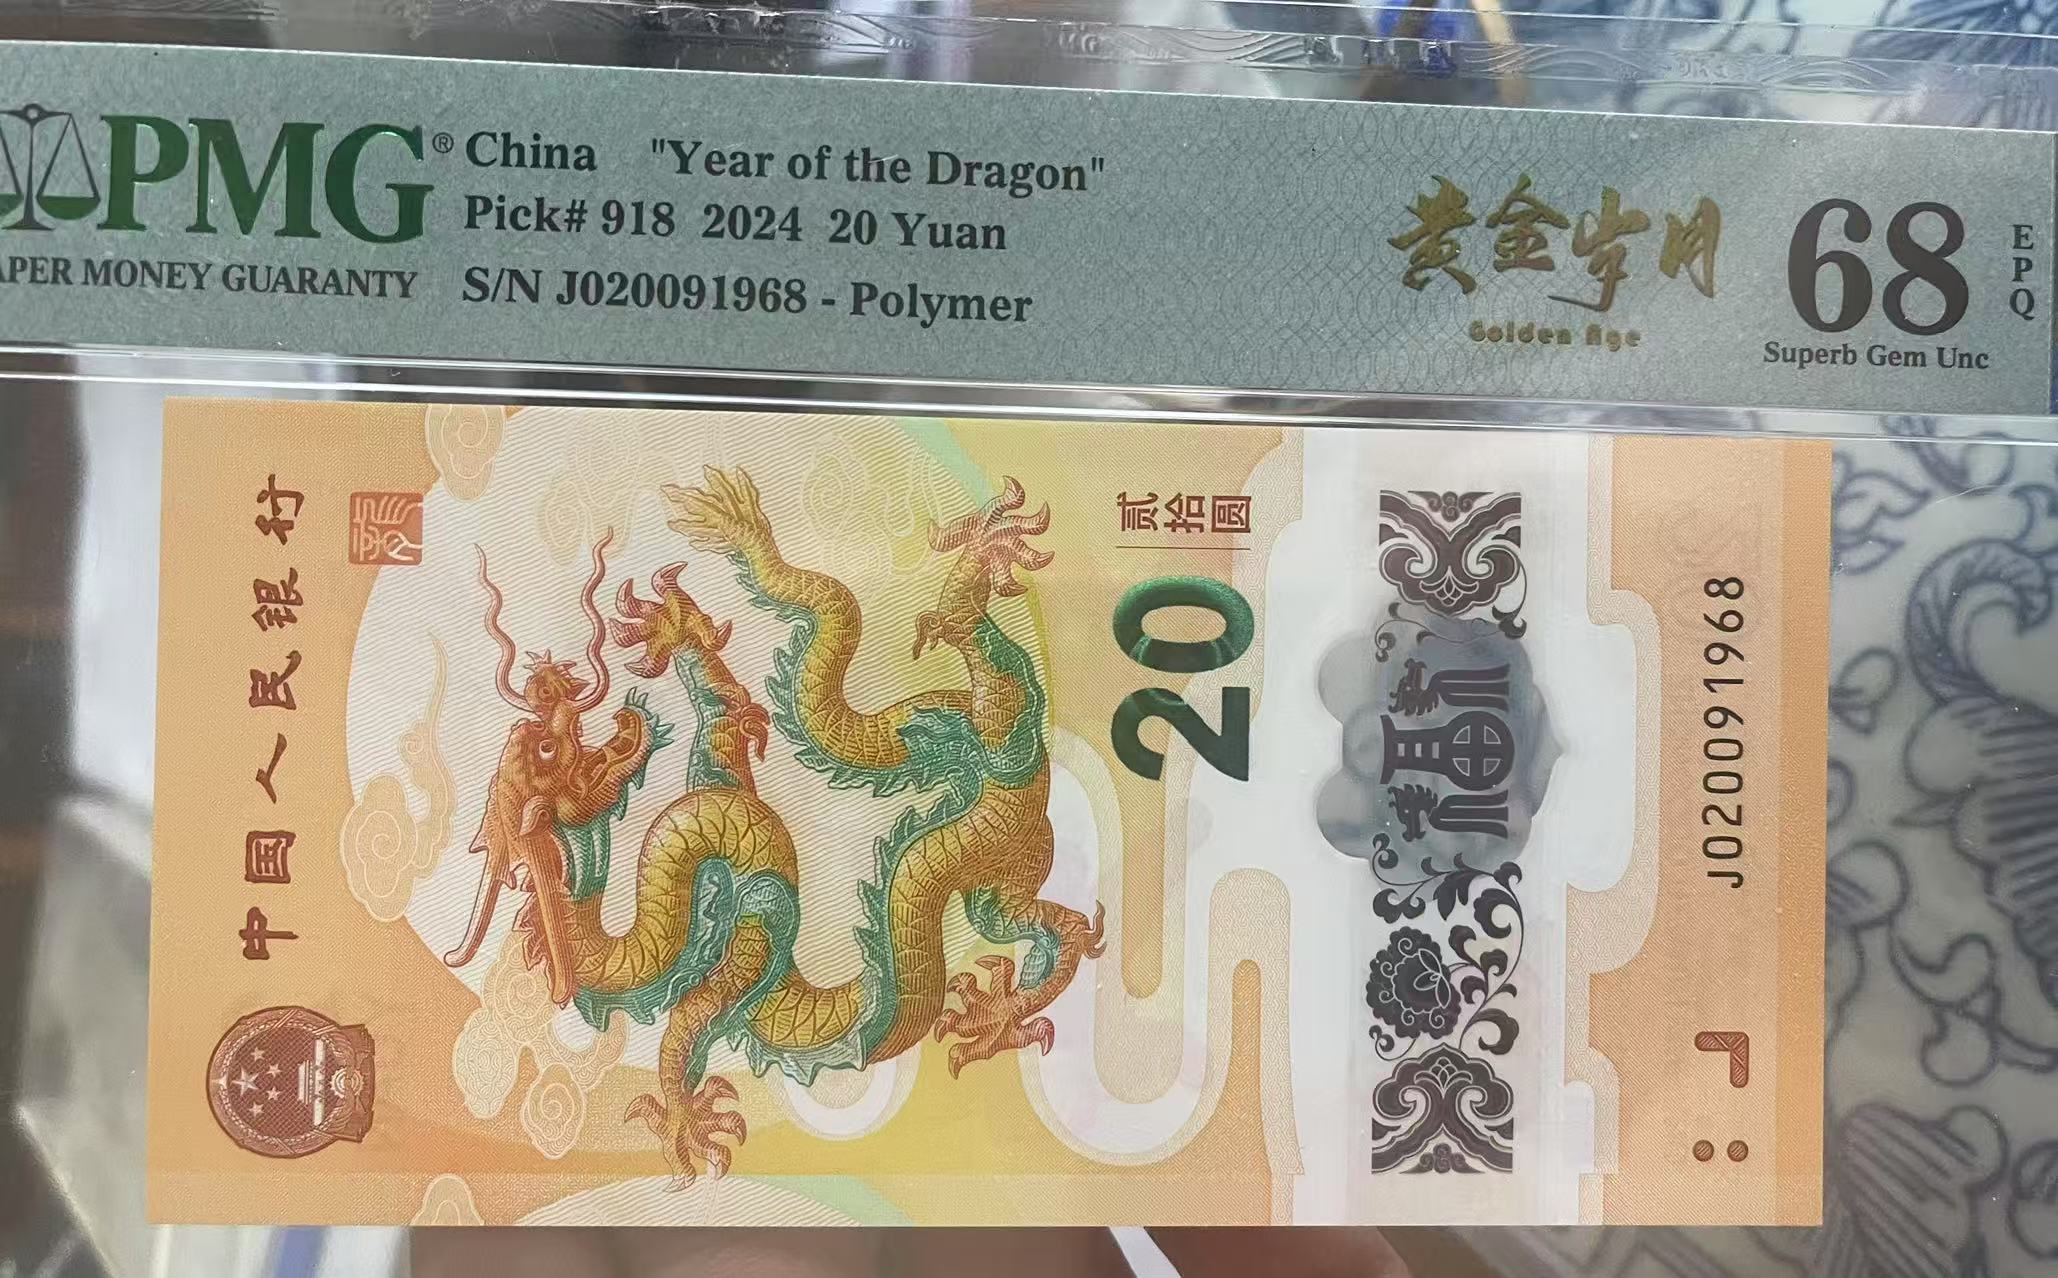 PMG® China "Year of the Dragon"
Pick# 918 2024 20 Yuan
PAPER MONEY GUARANTY S/N J020091968 - Polymer
黄金岁月
Golden Age
68 EPQ
Superb Gem Unc
中国人民银行
贰拾圆
20
J020091968